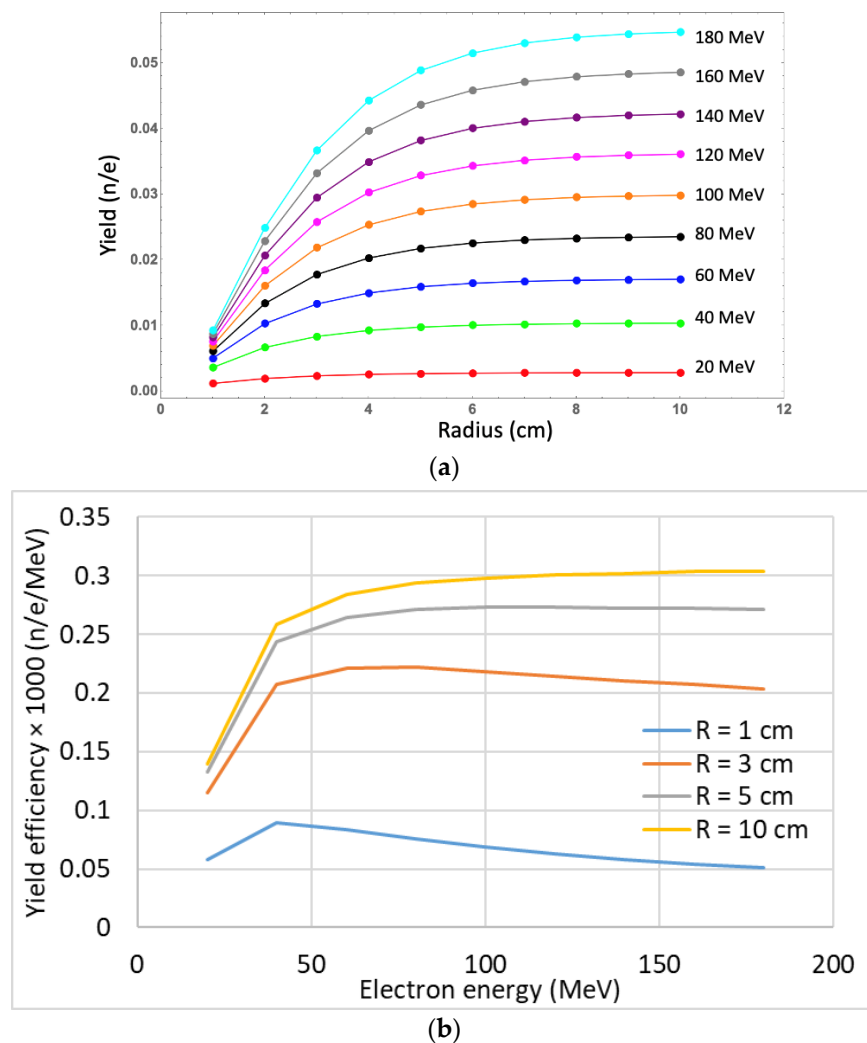 Yield (n/e)
0.05
0.04
0.03
0.02
0.01
0.00
180 MeV
160 MeV
140 MeV
120 MeV
100 MeV
80 MeV
60 MeV
40 MeV
20 MeV
0 2 4 6 8 10 12
Radius (cm)
(a)
Yield efficiency × 1000 (n/e/MeV)
0.35
0.3
0.25
0.2
0.15
0.1
0.05
0
R = 1 cm
R = 3 cm
R = 5 cm
R = 10 cm
0 50 100 150 200
Electron energy (MeV)
(b)